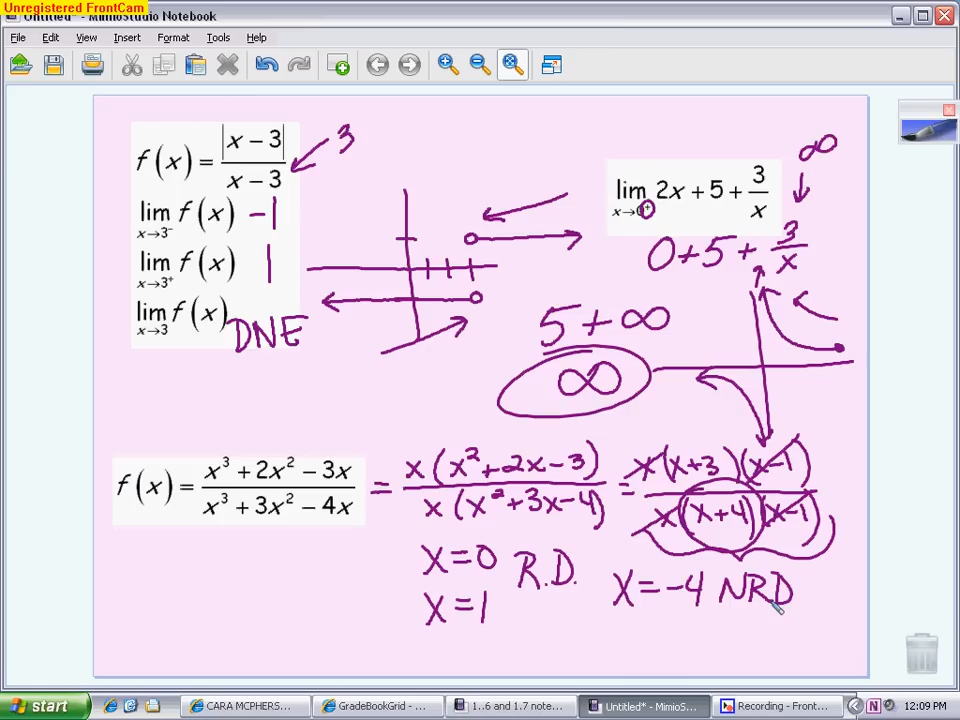 Unregistered FrontCam
Untitled* - MimioStudio Notebook
File Edit View Insert Format Tools Help
f(x) = |x − 3| / x − 3
3
lim x→3⁻ f(x) −1
lim x→3⁺ f(x) 1
lim x→3 f(x) DNE
∞
lim x→0⁺ 2x + 5 + 3/x
0 + 5 + 3/x
5 + ∞
∞
f(x) = x³ + 2x² − 3x / x³ + 3x² − 4x = x(x² + 2x − 3) / x(x² + 3x − 4) = x(x+3)(x−1) / x(x+4)(x−1)
x = 0 R.D.
x = 1
x = −4 NRD
start
CARA MCPHERS...
GradeBookGrid - ...
1..6 and 1.7 note...
Untitled* - MimioS...
Recording - Front...
12:09 PM